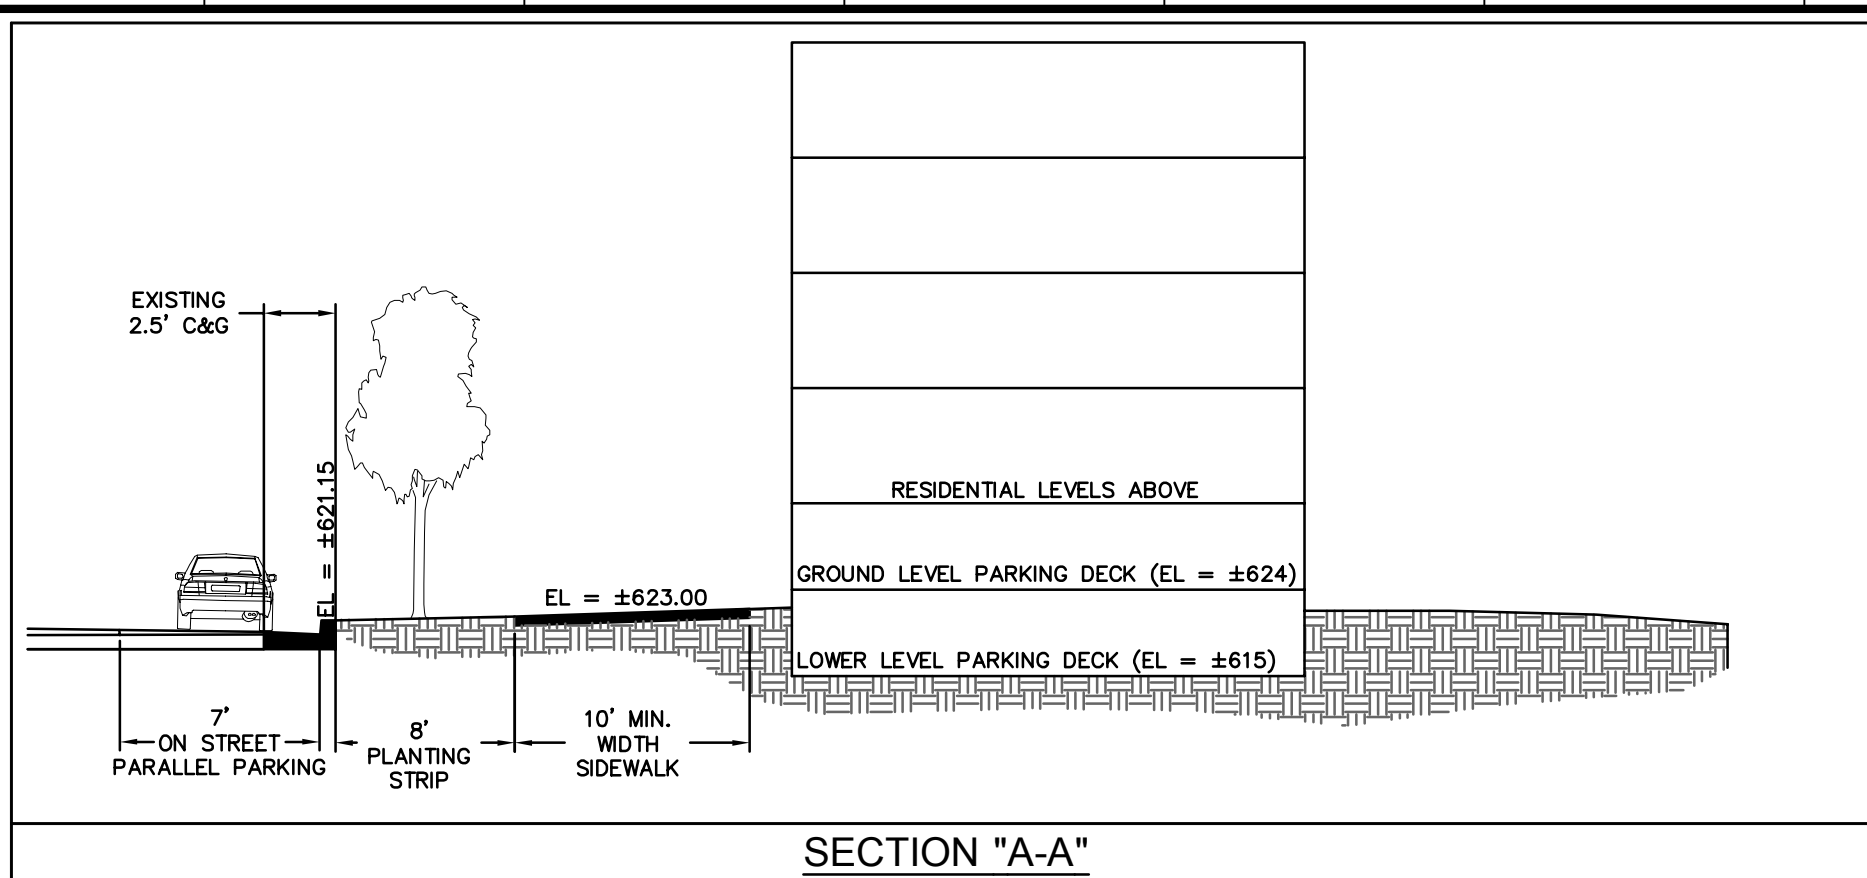 EXISTING
2.5' C&G
EL = ±621.15
RESIDENTIAL LEVELS ABOVE
GROUND LEVEL PARKING DECK (EL = ±624)
EL = ±623.00
LOWER LEVEL PARKING DECK (EL = ±615)
7'
ON STREET
PARALLEL PARKING
8'
PLANTING
STRIP
10' MIN.
WIDTH
SIDEWALK
SECTION "A-A"